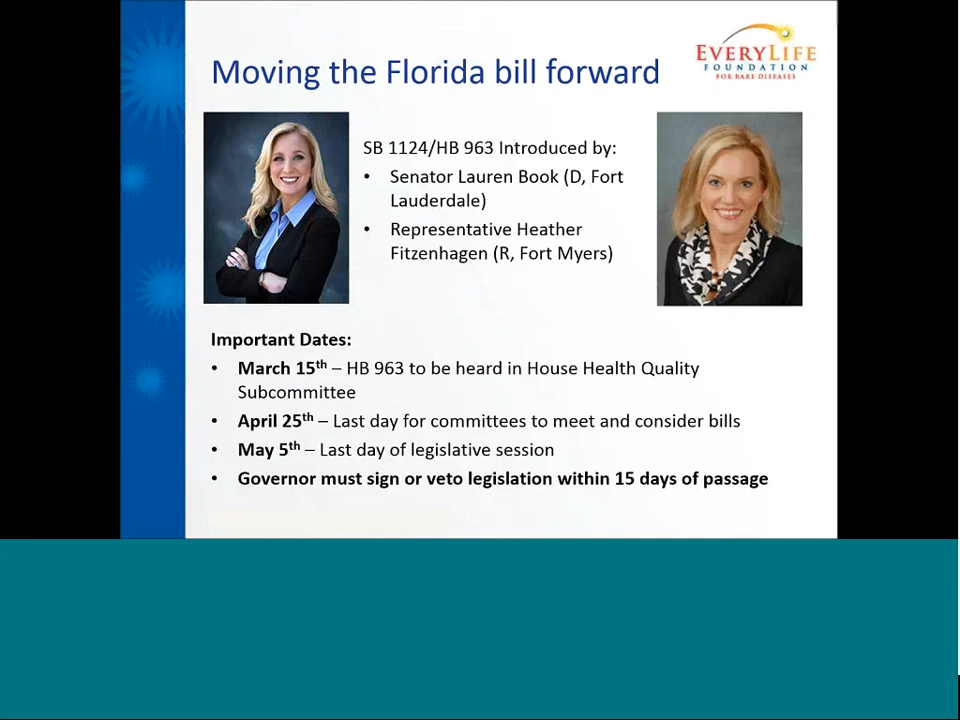 EVERYLIFE
FOUNDATION
FOR RARE DISEASES
Moving the Florida bill forward
SB 1124/HB 963 Introduced by:
• Senator Lauren Book (D, Fort
Lauderdale)
• Representative Heather
Fitzenhagen (R, Fort Myers)
Important Dates:
• March 15th – HB 963 to be heard in House Health Quality
Subcommittee
• April 25th – Last day for committees to meet and consider bills
• May 5th – Last day of legislative session
• Governor must sign or veto legislation within 15 days of passage